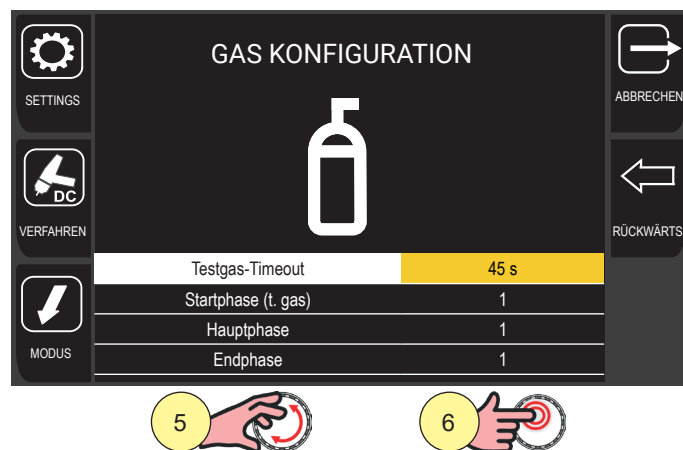 GAS KONFIGURATION
SETTINGS
ABBRECHEN
DC
VERFAHREN
RÜCKWÄRTS
Testgas-Timeout 45 s
Startphase (t. gas) 1
Hauptphase 1
MODUS
Endphase 1
5 6